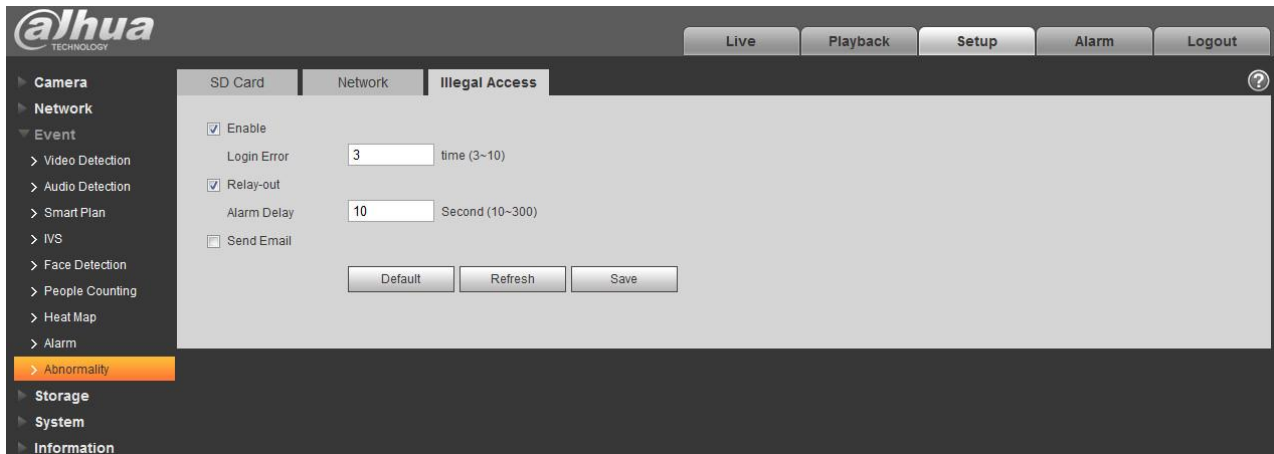 alhua
TECHNOLOGY
Live Playback Setup Alarm Logout
Camera
Network
Event
Video Detection
Audio Detection
Smart Plan
IVS
Face Detection
People Counting
Heat Map
Alarm
Abnormality
Storage
System
Information
SD Card Network Illegal Access ?
Enable
Login Error 3 time (3~10)
Relay-out
Alarm Delay 10 Second (10~300)
Send Email
Default Refresh Save